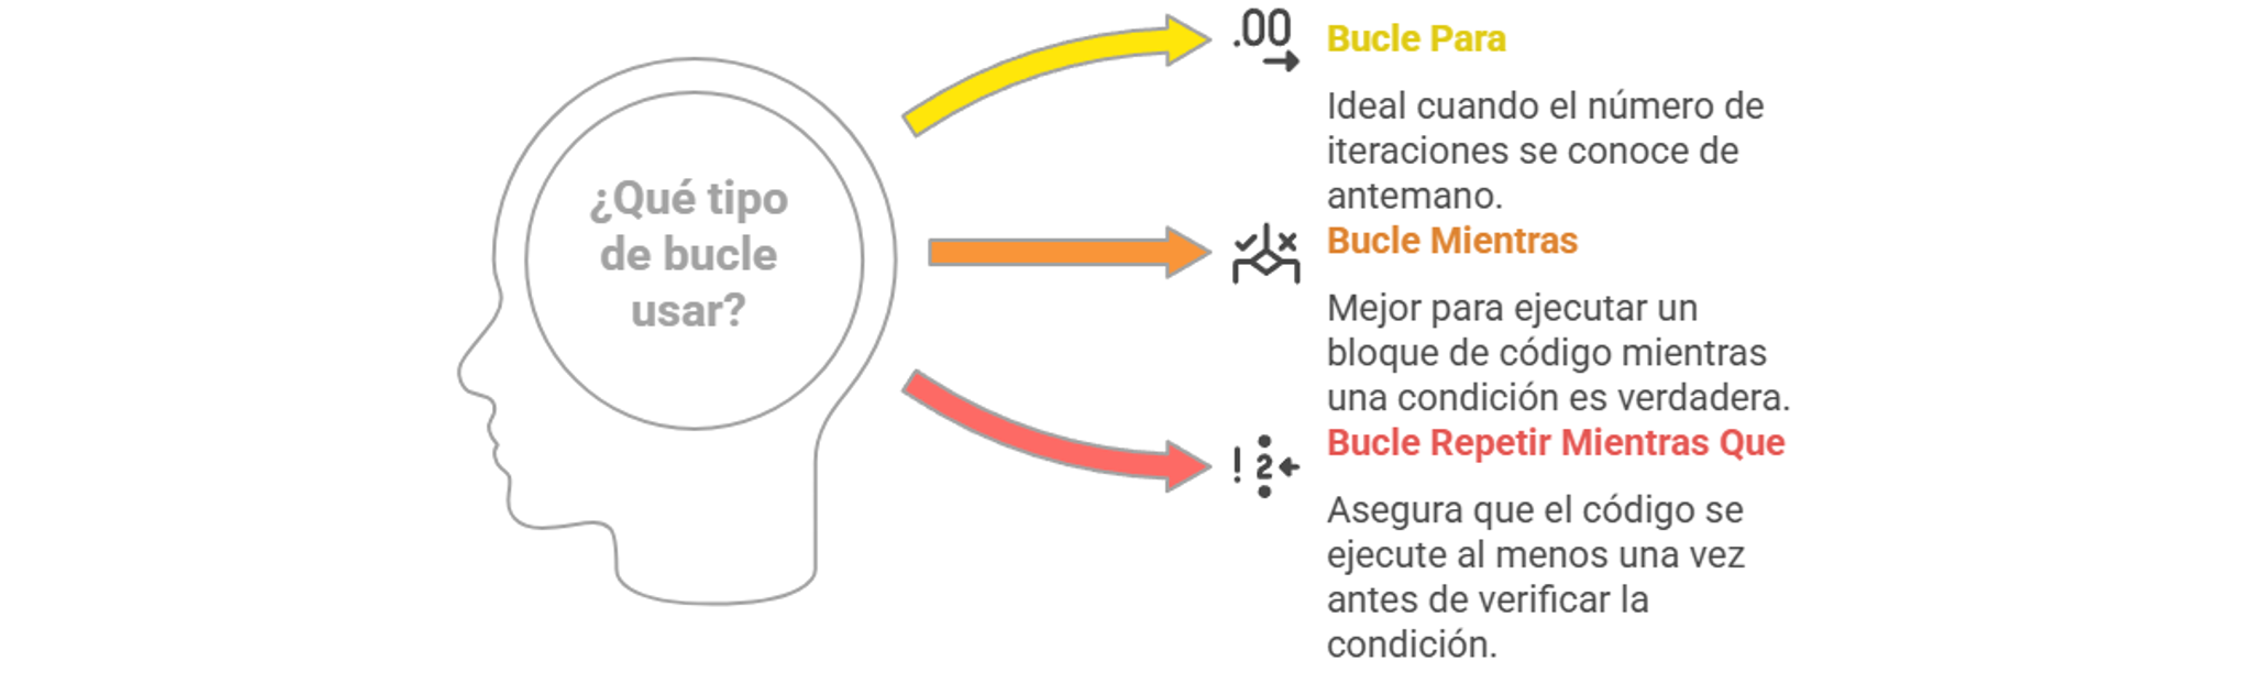 ¿Qué tipo
de bucle
usar?
.00
Bucle Para
Ideal cuando el número de
iteraciones se conoce de
antemano.
Bucle Mientras
Mejor para ejecutar un
bloque de código mientras
una condición es verdadera.
Bucle Repetir Mientras Que
! 2
Asegura que el código se
ejecute al menos una vez
antes de verificar la
condición.